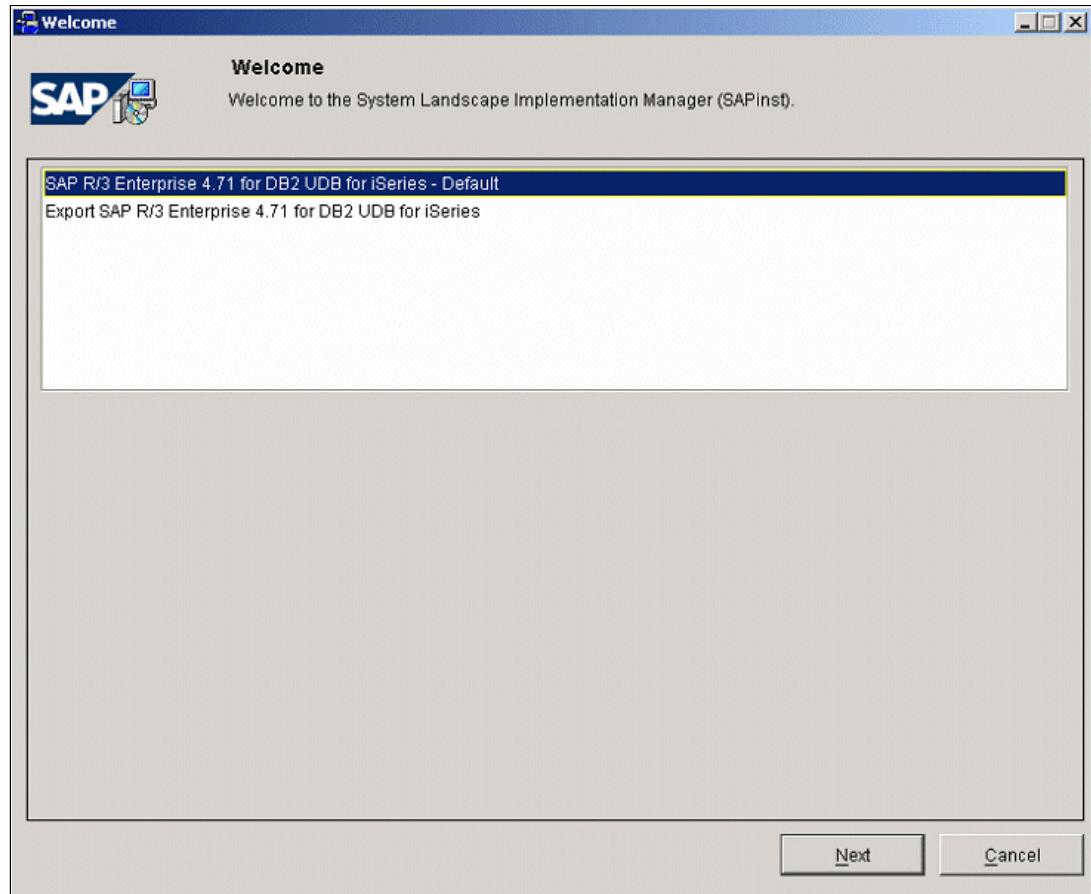 Welcome
SAP
Welcome
Welcome to the System Landscape Implementation Manager (SAPinst).
SAP R/3 Enterprise 4.71 for DB2 UDB for iSeries - Default
Export SAP R/3 Enterprise 4.71 for DB2 UDB for iSeries
Next
Cancel